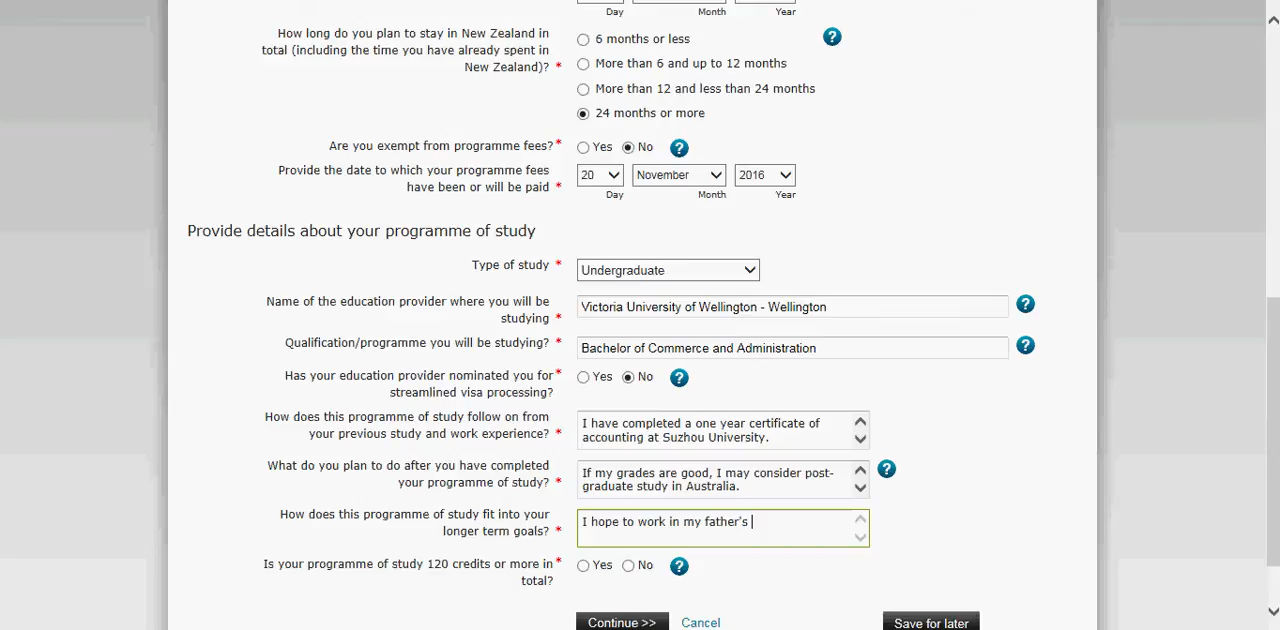 Day Month Year
How long do you plan to stay in New Zealand in
total (including the time you have already spent in
New Zealand)? *
6 months or less ?
More than 6 and up to 12 months
More than 12 and less than 24 months
24 months or more
Are you exempt from programme fees? * Yes No ?
Provide the date to which your programme fees
have been or will be paid *
20 November 2016
Day Month Year
Provide details about your programme of study
Type of study * Undergraduate
Name of the education provider where you will be
studying *
Victoria University of Wellington - Wellington ?
Qualification/programme you will be studying? * Bachelor of Commerce and Administration ?
Has your education provider nominated you for *
streamlined visa processing?
Yes No ?
How does this programme of study follow on from
your previous study and work experience? *
I have completed a one year certificate of
accounting at Suzhou University.
What do you plan to do after you have completed
your programme of study? *
If my grades are good, I may consider post-
graduate study in Australia.
?
How does this programme of study fit into your
longer term goals? *
I hope to work in my father's
Is your programme of study 120 credits or more in *
total?
Yes No ?
Continue >> Cancel Save for later